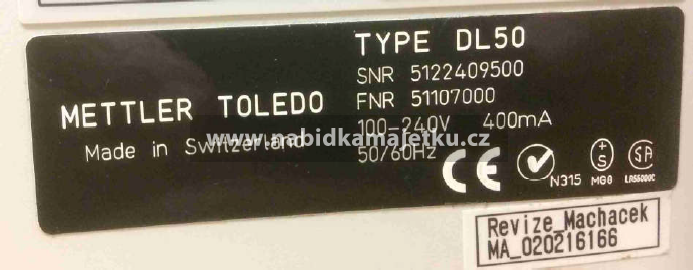 TYPE DL50
SNR 5122409500
FNR 51107000
METTLER TOLEDO
100-240V 400mA
www.nabidkamajetku.cz
Made in Switzerland
50/60Hz
CE
N315
+S
MG8
Revize_Machacek
MA_020216166